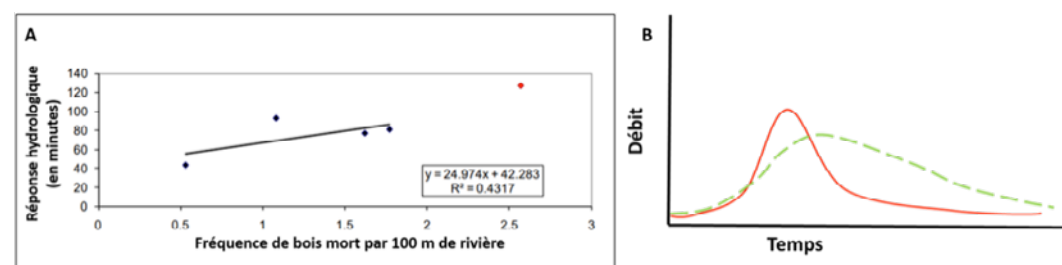 A
Réponse hydrologique
(en minutes)
140
120
100
80
60
40
20
0
y = 24.974x + 42.283
R² = 0.4317
0 0.5 1 1.5 2 2.5 3
Fréquence de bois mort par 100 m de rivière
B
Débit
Temps